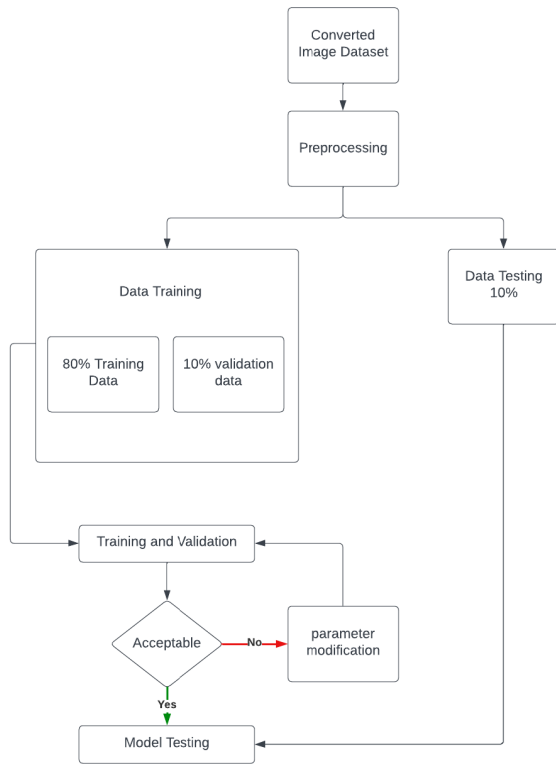 Converted
Image Dataset
Preprocessing
Data Training
80% Training
Data
10% validation
data
Data Testing
10%
Training and Validation
Acceptable
No
parameter
modification
Yes
Model Testing